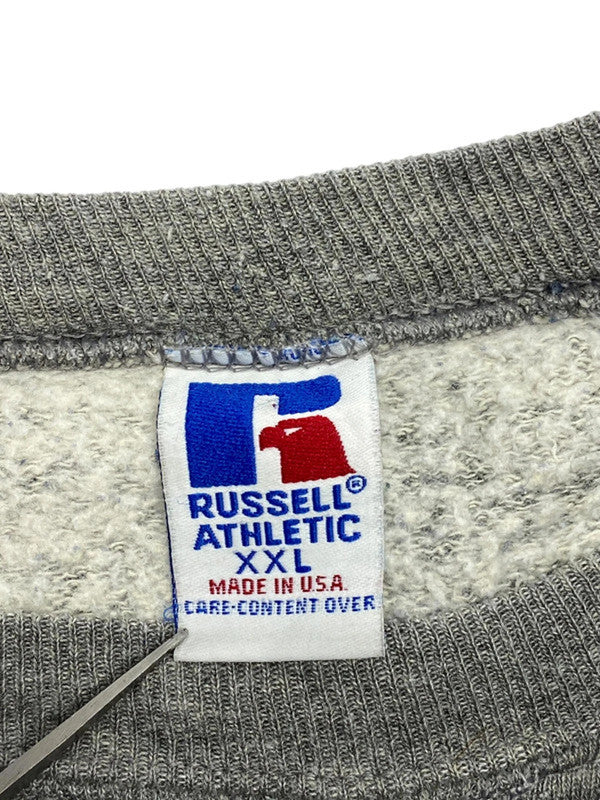 RUSSELL®
ATHLETIC
XXL
MADE IN U.S.A.
CARE-CONTENT OVER